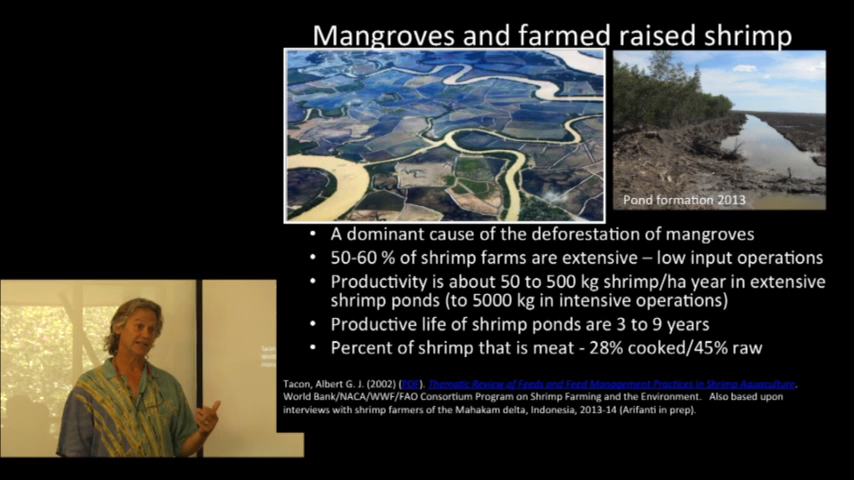 Mangroves and farmed raised shrimp
Pond formation 2013
• A dominant cause of the deforestation of mangroves
• 50-60 % of shrimp farms are extensive – low input operations
• Productivity is about 50 to 500 kg shrimp/ha year in extensive
shrimp ponds (to 5000 kg in intensive operations)
• Productive life of shrimp ponds are 3 to 9 years
• Percent of shrimp that is meat - 28% cooked/45% raw
Tacon, Albert G. J. (2002) (PDF). Thematic Review of Feeds and Feed Management Practices in Shrimp Aquaculture.
World Bank/NACA/WWF/FAO Consortium Program on Shrimp Farming and the Environment. Also based upon
interviews with shrimp farmers of the Mahakam delta, Indonesia, 2013-14 (Arifanti in prep).